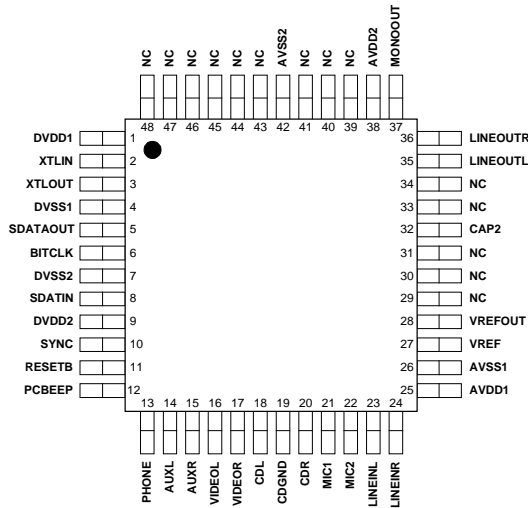 NC
NC
NC
NC
NC
NC
AVSS2
NC
NC
NC
AVDD2
MONOOUT
48 47 46 45 44 43 42 41 40 39 38 37
DVDD1 1 36 LINEOUTR
XTLIN 2 35 LINEOUTL
XTLOUT 3 34 NC
DVSS1 4 33 NC
SDATAOUT 5 32 CAP2
BITCLK 6 31 NC
DVSS2 7 30 NC
SDATIN 8 29 NC
DVDD2 9 28 VREFOUT
SYNC 10 27 VREF
RESETB 11 26 AVSS1
PCBEEP 12 25 AVDD1
13 14 15 16 17 18 19 20 21 22 23 24
PHONE
AUXL
AUXR
VIDEOL
VIDEOR
CDL
CDGND
CDR
MIC1
MIC2
LINEINL
LINEINR